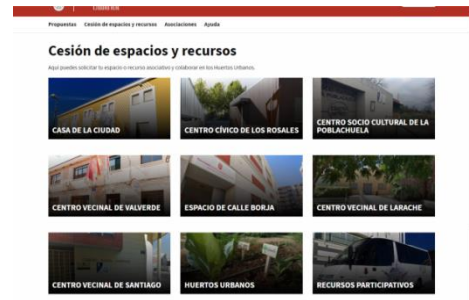 Propuestas Cesión de espacios y recursos Asociaciones Ayuda
Cesión de espacios y recursos
Aquí puedes solicitar tu espacio o recurso asociativo y colaborar en los Huertos Urbanos.
CASA DE LA CIUDAD
CENTRO CÍVICO DE LOS ROSALES
CENTRO SOCIO CULTURAL DE LA
POBLACHUELA
CENTRO VECINAL DE VALVERDE
ESPACIO DE CALLE BORJA
CENTRO VECINAL DE LARACHE
CENTRO VECINAL DE SANTIAGO
HUERTOS URBANOS
RECURSOS PARTICIPATIVOS